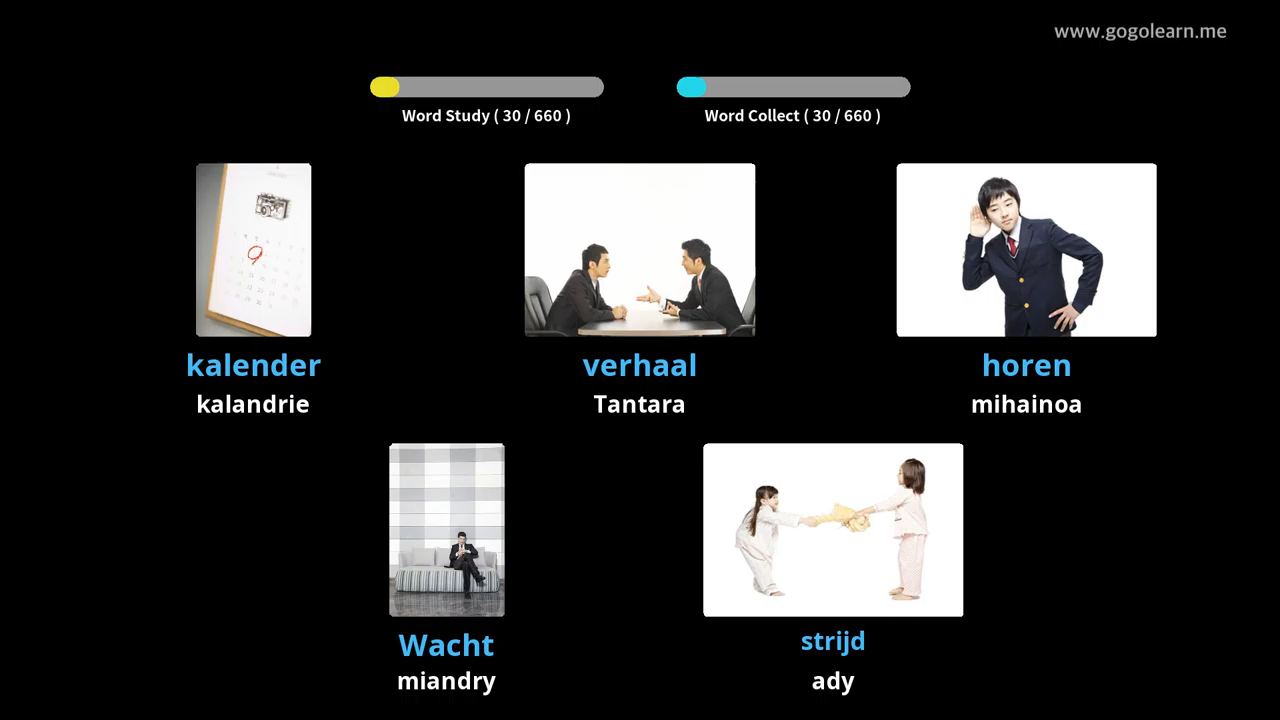 www.gogolearn.me
Word Study ( 30 / 660 )
Word Collect ( 30 / 660 )
kalender
kalandrie
verhaal
Tantara
horen
mihainoa
Wacht
miandry
strijd
ady